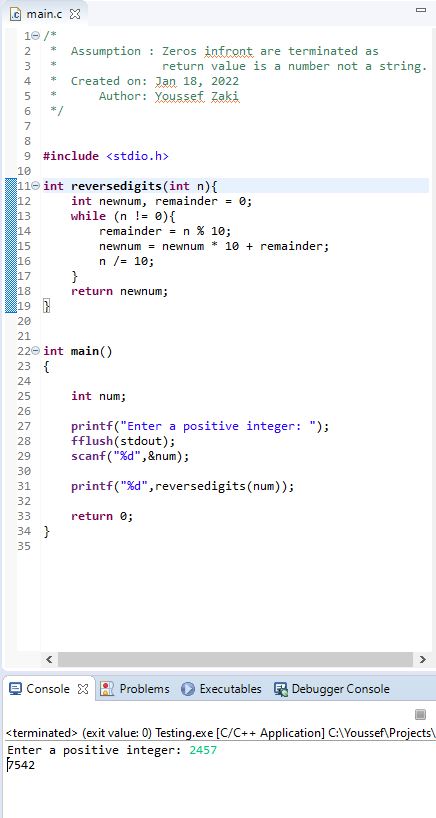 main.c
1 /*
2  *  Assumption : Zeros infront are terminated as
3  *               return value is a number not a string.
4  *  Created on: Jan 18, 2022
5  *      Author: Youssef Zaki
6  */
7
8
9 #include <stdio.h>
10
11 int reversedigits(int n){
12     int newnum, remainder = 0;
13     while (n != 0){
14         remainder = n % 10;
15         newnum = newnum * 10 + remainder;
16         n /= 10;
17     }
18     return newnum;
19 }
20
21
22 int main()
23 {
24
25     int num;
26
27     printf("Enter a positive integer: ");
28     fflush(stdout);
29     scanf("%d",&num);
30
31     printf("%d",reversedigits(num));
32
33     return 0;
34 }
35
Console Problems Executables Debugger Console
<terminated> (exit value: 0) Testing.exe [C/C++ Application] C:\Youssef\Projects\
Enter a positive integer: 2457
7542